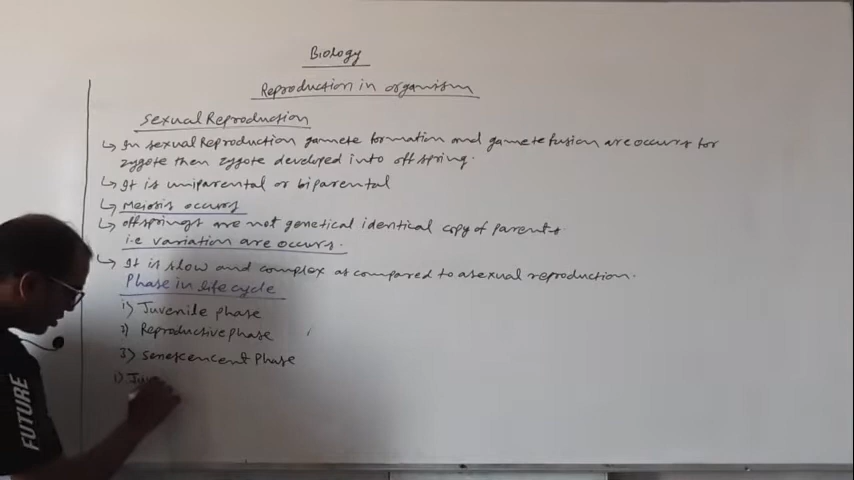 Biology
Reproduction in organism
Sexual Reproduction
↳ In sexual Reproduction gamete formation and gamete fusion are occurs for
zygote then zygote developed into offspring.
↳ It is uniparental or biparental
↳ Meiosis occurs
↳ offsprings are not genetical identical copy of parents
i.e variation are occurs.
↳ It is slow and complex as compared to asexual reproduction.
Phase in life cycle
1) Juvenile phase
2) Reproductive phase
3) Senescencent Phase
1) Juv
FUTURE